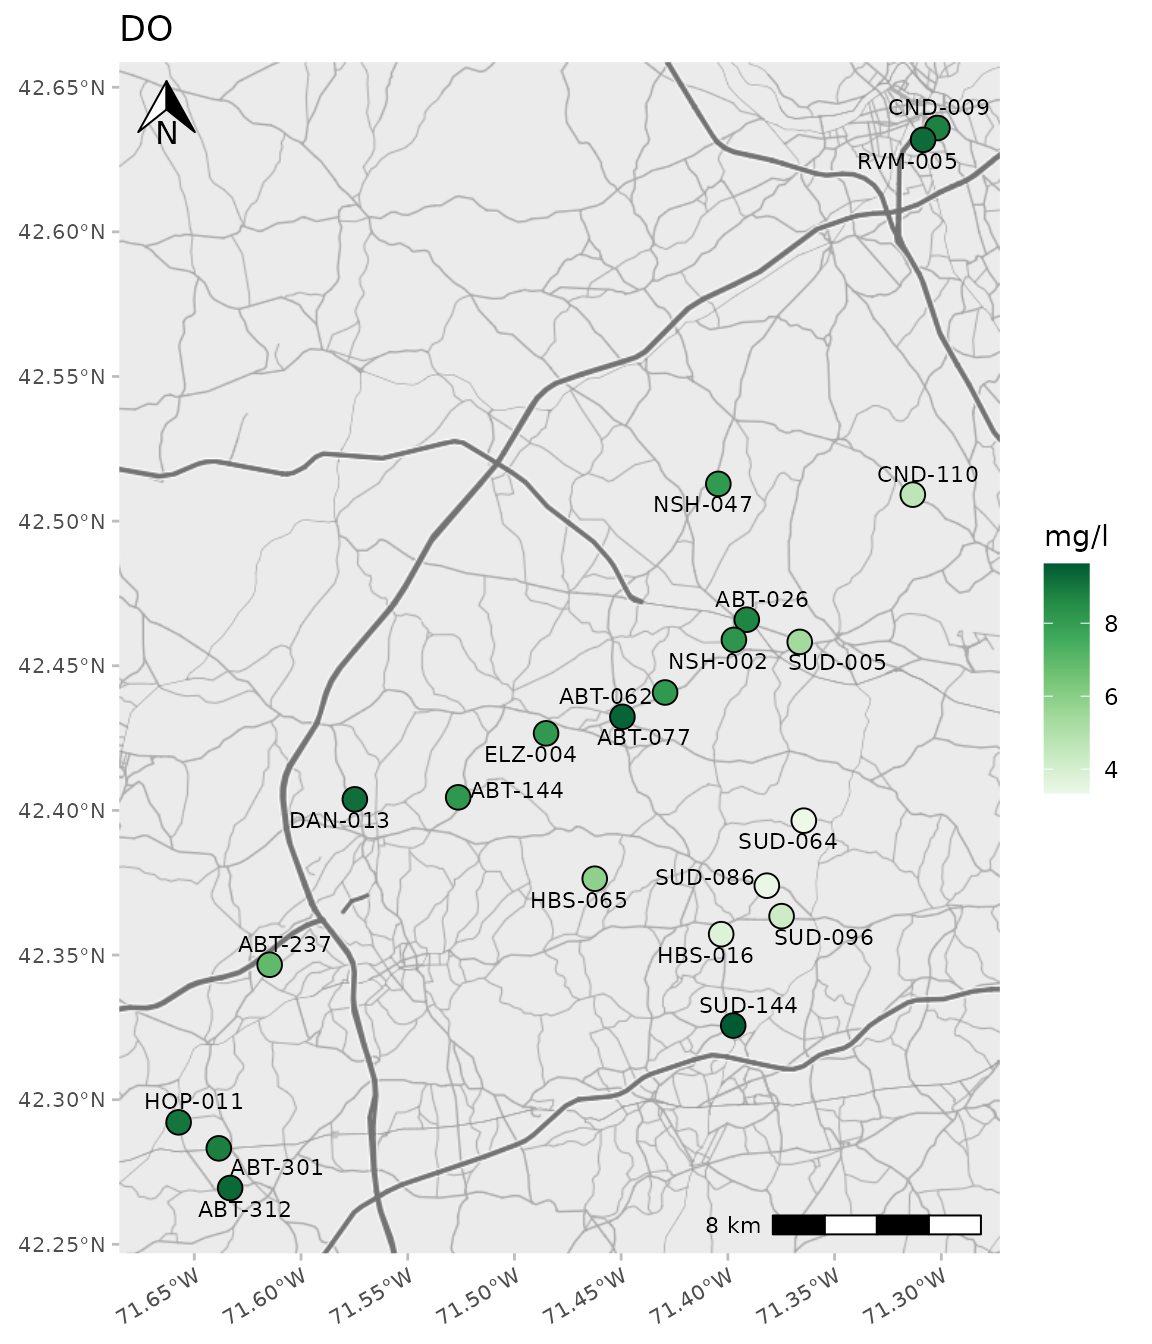 DO
42.65°N
N
CND-009
RVM-005
42.60°N
42.55°N
CND-110
NSH-047
42.50°N
mg/l
ABT-026
8
42.45°N
NSH-002
SUD-005
ABT-062
6
ABT-077
ELZ-004
4
ABT-144
42.40°N
DAN-013
SUD-064
SUD-086
HBS-065
SUD-096
ABT-237
42.35°N
HBS-016
SUD-144
42.30°N
HOP-011
ABT-301
ABT-312
8 km
42.25°N
71.65°W
71.60°W
71.55°W
71.50°W
71.45°W
71.40°W
71.35°W
71.30°W